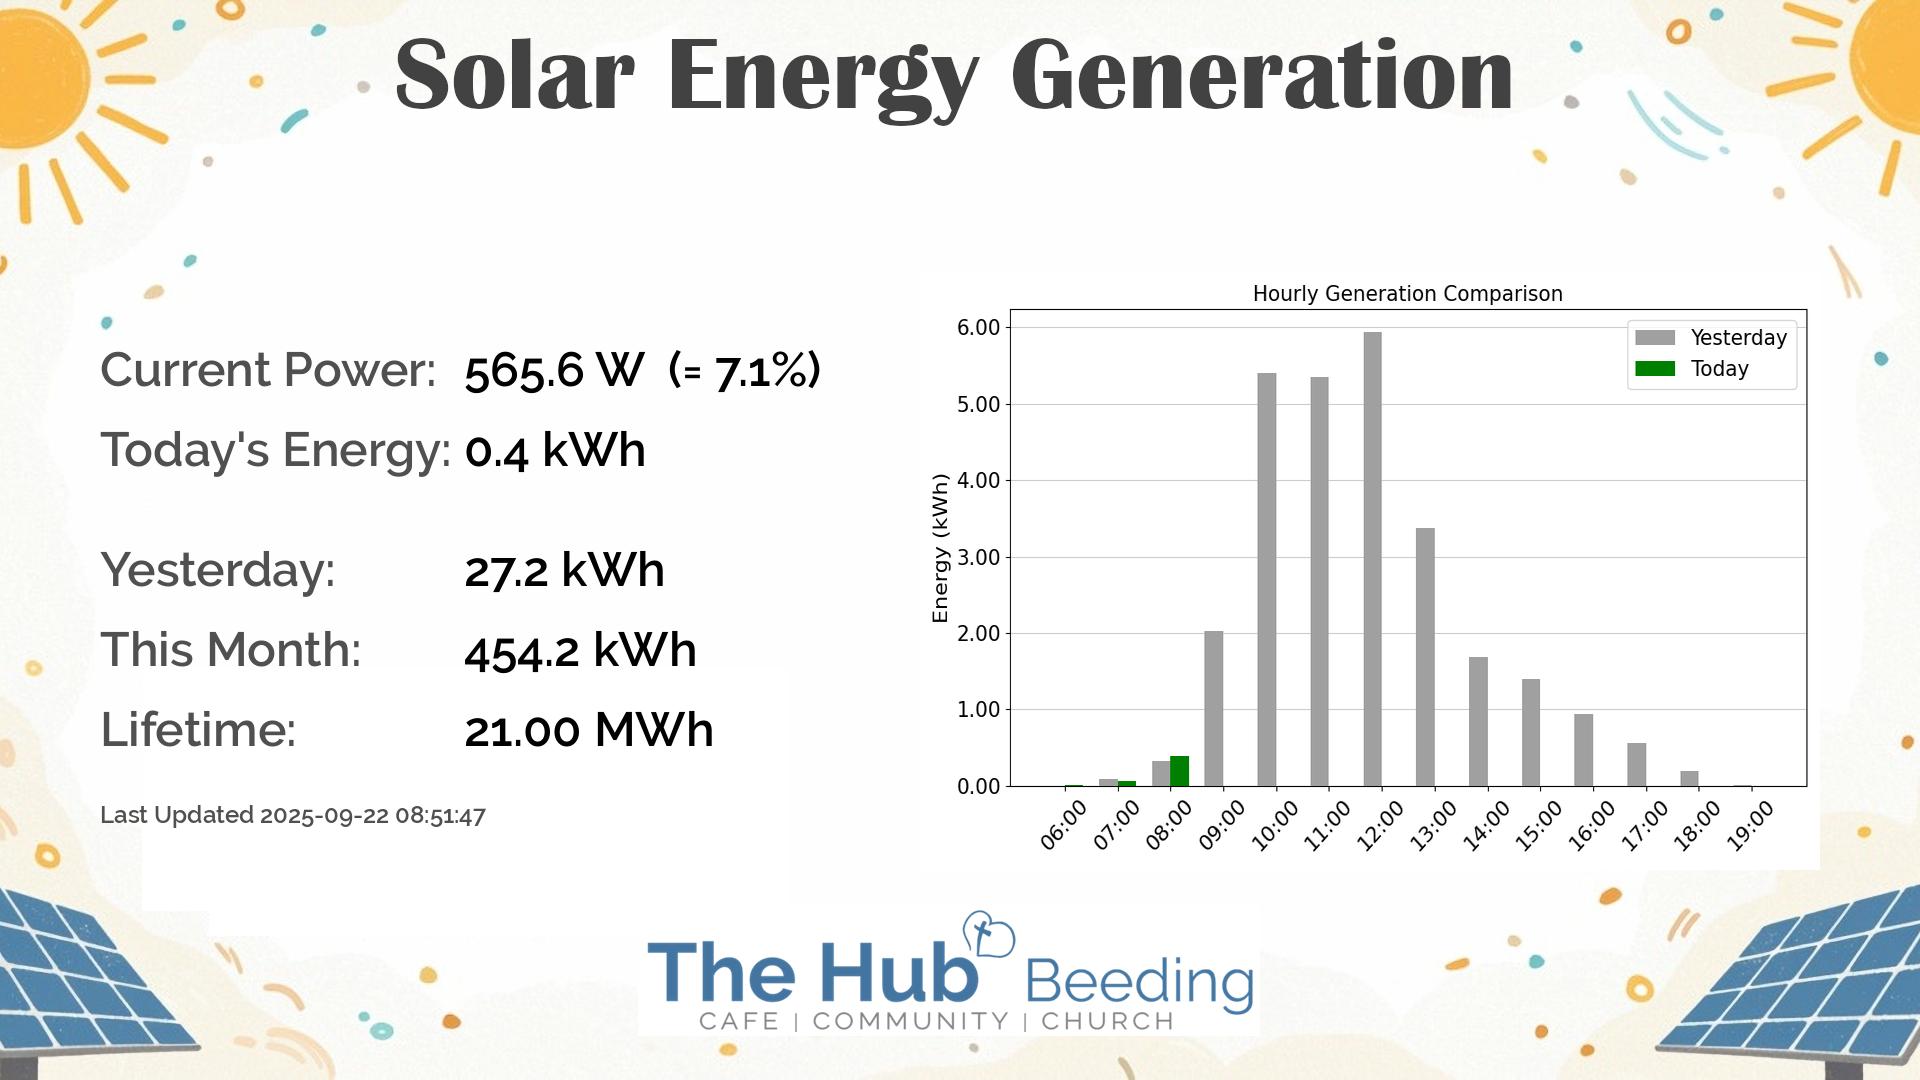 Solar Energy Generation
Current Power: 565.6 W (= 7.1%)
Today's Energy: 0.4 kWh
Yesterday: 27.2 kWh
This Month: 454.2 kWh
Lifetime: 21.00 MWh
Last Updated 2025-09-22 08:51:47
Hourly Generation Comparison
Yesterday
Today
Energy (kWh)
6.00
5.00
4.00
3.00
2.00
1.00
0.00
06:00 07:00 08:00 09:00 10:00 11:00 12:00 13:00 14:00 15:00 16:00 17:00 18:00 19:00
The Hub Beeding
CAFE | COMMUNITY | CHURCH